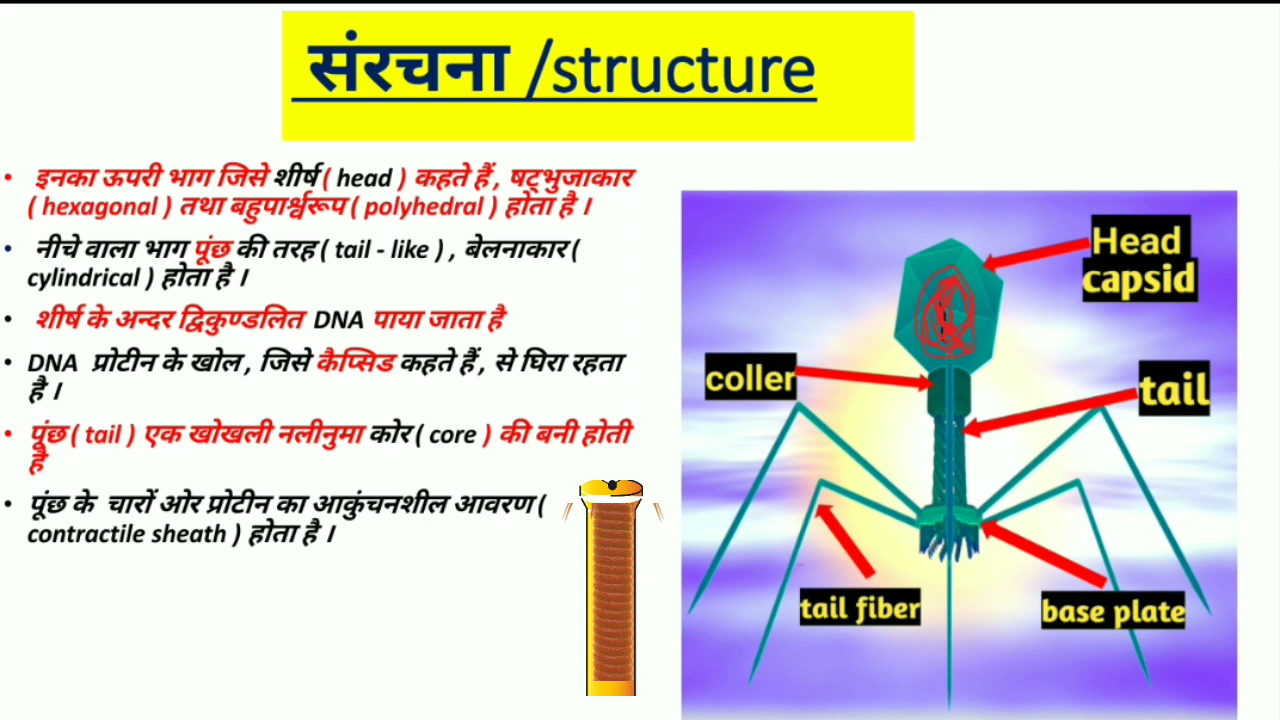 संरचना /structure
• इनका ऊपरी भाग जिसे शीर्ष ( head ) कहते हैं , षट्भुजाकार
( hexagonal ) तथा बहुपार्श्वरूप ( polyhedral ) होता है ।
• नीचे वाला भाग पूंछ की तरह ( tail - like ) , बेलनाकार (
cylindrical ) होता है ।
• शीर्ष के अन्दर द्विकुण्डलित DNA पाया जाता है
• DNA प्रोटीन के खोल , जिसे कैप्सिड कहते हैं , से घिरा रहता
है ।
• पूंछ ( tail ) एक खोखली नलीनुमा कोर ( core ) की बनी होती
है
• पूंछ के चारों ओर प्रोटीन का आकुंचनशील आवरण (
contractile sheath ) होता है ।
Head
capsid
coller
tail
tail fiber
base plate